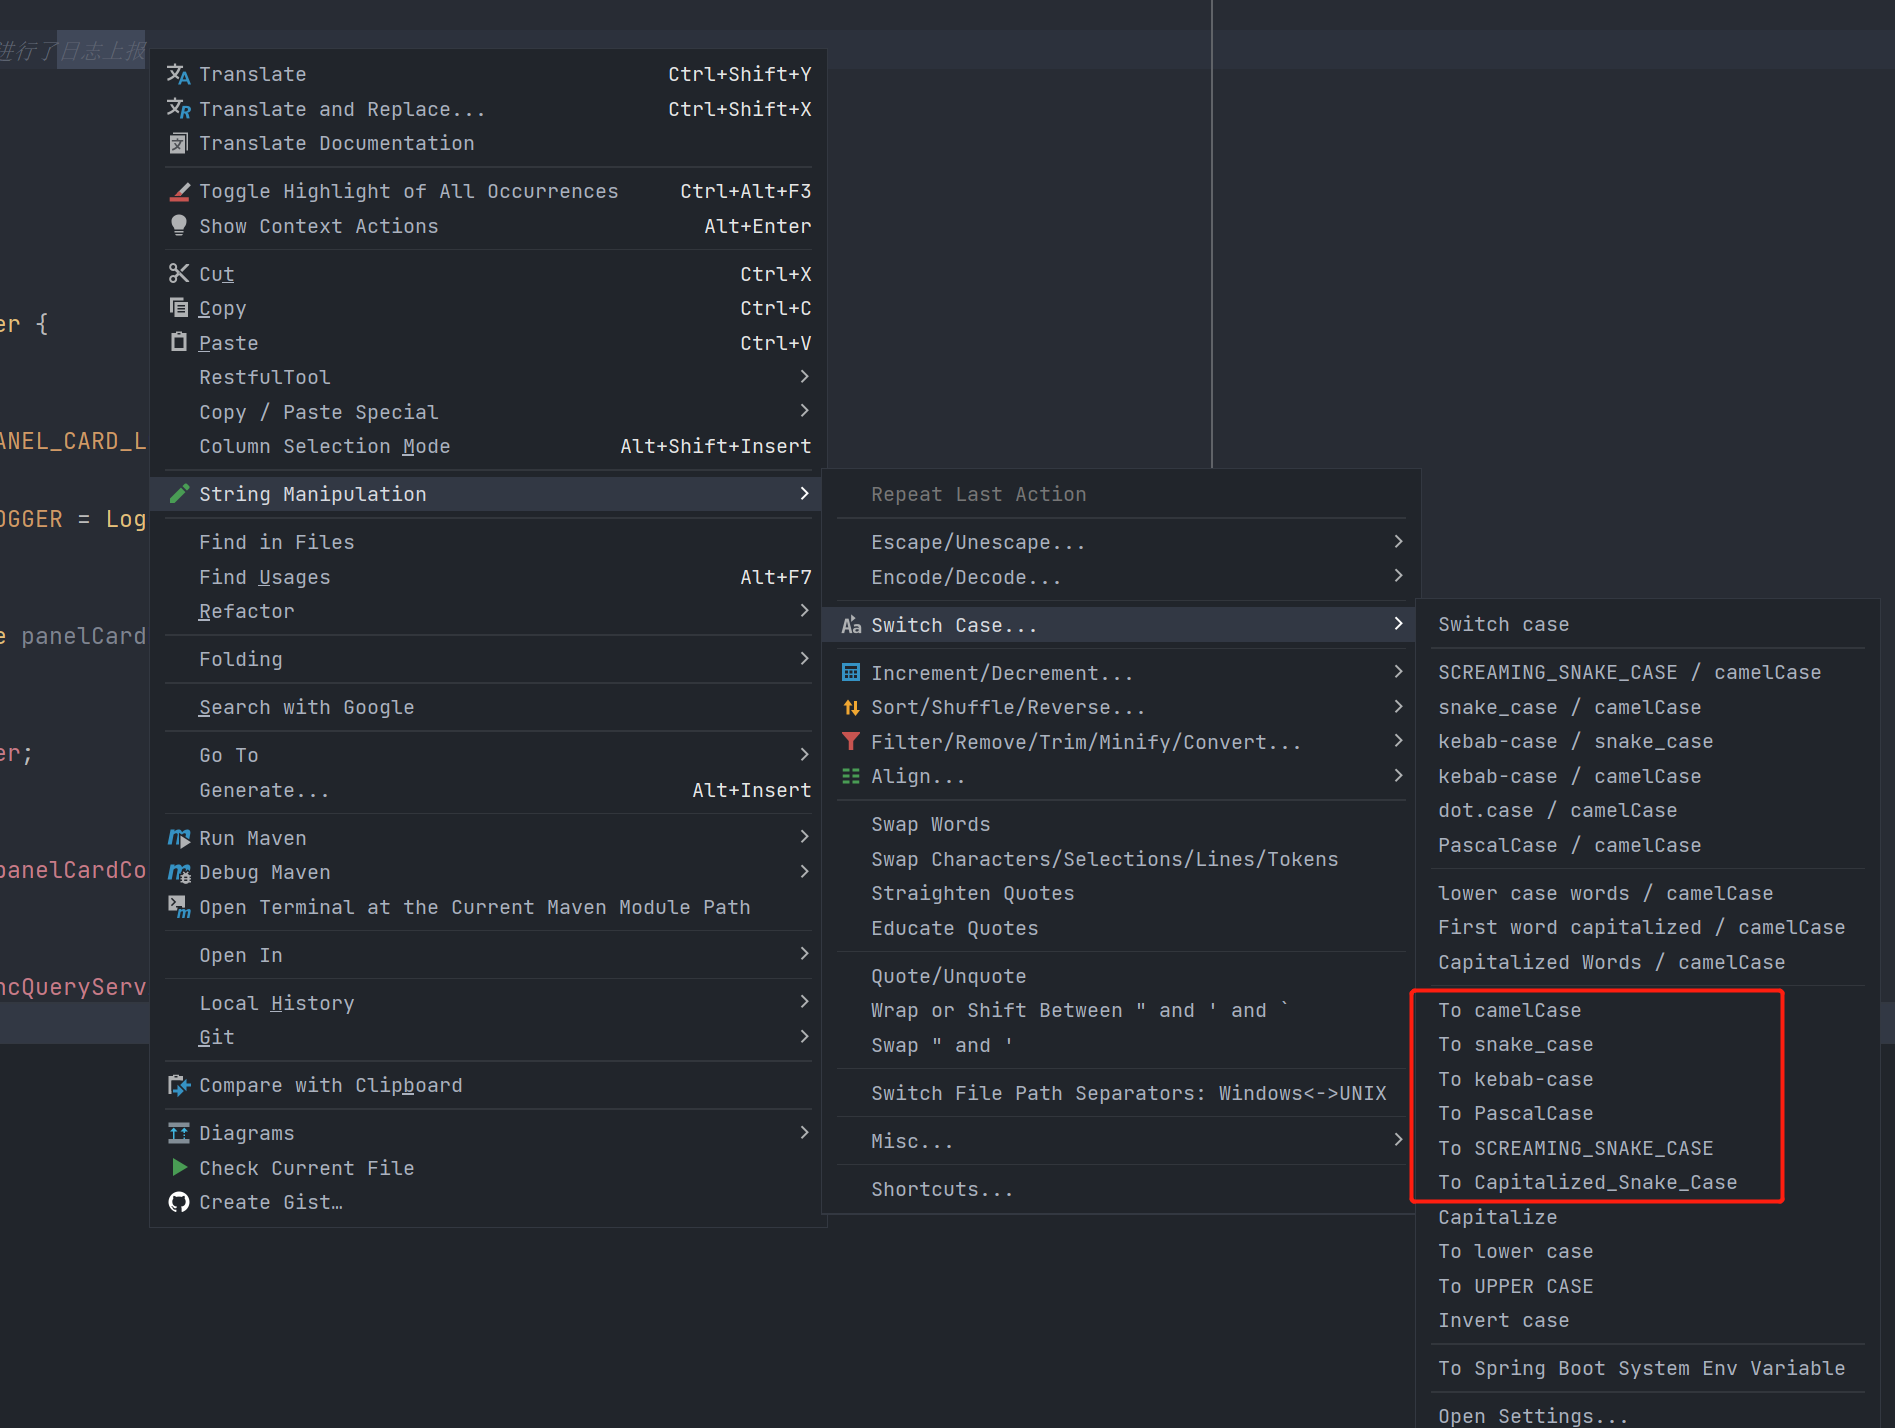 进行了日志上报
er {
ANEL_CARD_L
OGGER = Log
e panelCard
er;
panelCardCo
ncQueryServ
Translate Ctrl+Shift+Y
Translate and Replace... Ctrl+Shift+X
Translate Documentation
Toggle Highlight of All Occurrences Ctrl+Alt+F3
Show Context Actions Alt+Enter
Cut Ctrl+X
Copy Ctrl+C
Paste Ctrl+V
RestfulTool
Copy / Paste Special
Column Selection Mode Alt+Shift+Insert
String Manipulation
Find in Files
Find Usages Alt+F7
Refactor
Folding
Search with Google
Go To
Generate... Alt+Insert
Run Maven
Debug Maven
Open Terminal at the Current Maven Module Path
Open In
Local History
Git
Compare with Clipboard
Diagrams
Check Current File
Create Gist…
Repeat Last Action
Escape/Unescape...
Encode/Decode...
Switch Case...
Increment/Decrement...
Sort/Shuffle/Reverse...
Filter/Remove/Trim/Minify/Convert...
Align...
Swap Words
Swap Characters/Selections/Lines/Tokens
Straighten Quotes
Educate Quotes
Quote/Unquote
Wrap or Shift Between " and ' and `
Swap " and '
Switch File Path Separators: Windows<->UNIX
Misc...
Shortcuts...
Switch case
SCREAMING_SNAKE_CASE / camelCase
snake_case / camelCase
kebab-case / snake_case
kebab-case / camelCase
dot.case / camelCase
PascalCase / camelCase
lower case words / camelCase
First word capitalized / camelCase
Capitalized Words / camelCase
To camelCase
To snake_case
To kebab-case
To PascalCase
To SCREAMING_SNAKE_CASE
To Capitalized_Snake_Case
Capitalize
To lower case
To UPPER CASE
Invert case
To Spring Boot System Env Variable
Open Settings...